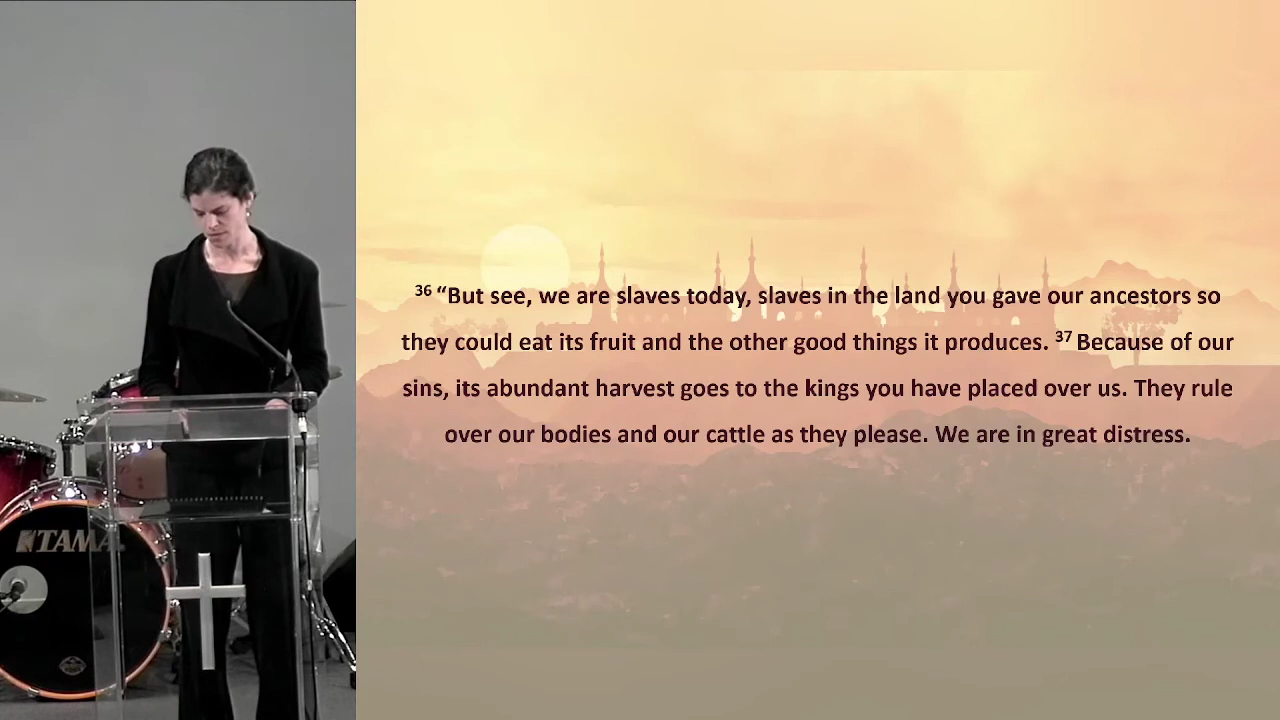 ³⁶ “But see, we are slaves today, slaves in the land you gave our ancestors so
they could eat its fruit and the other good things it produces. ³⁷ Because of our
sins, its abundant harvest goes to the kings you have placed over us. They rule
over our bodies and our cattle as they please. We are in great distress.
TAMA